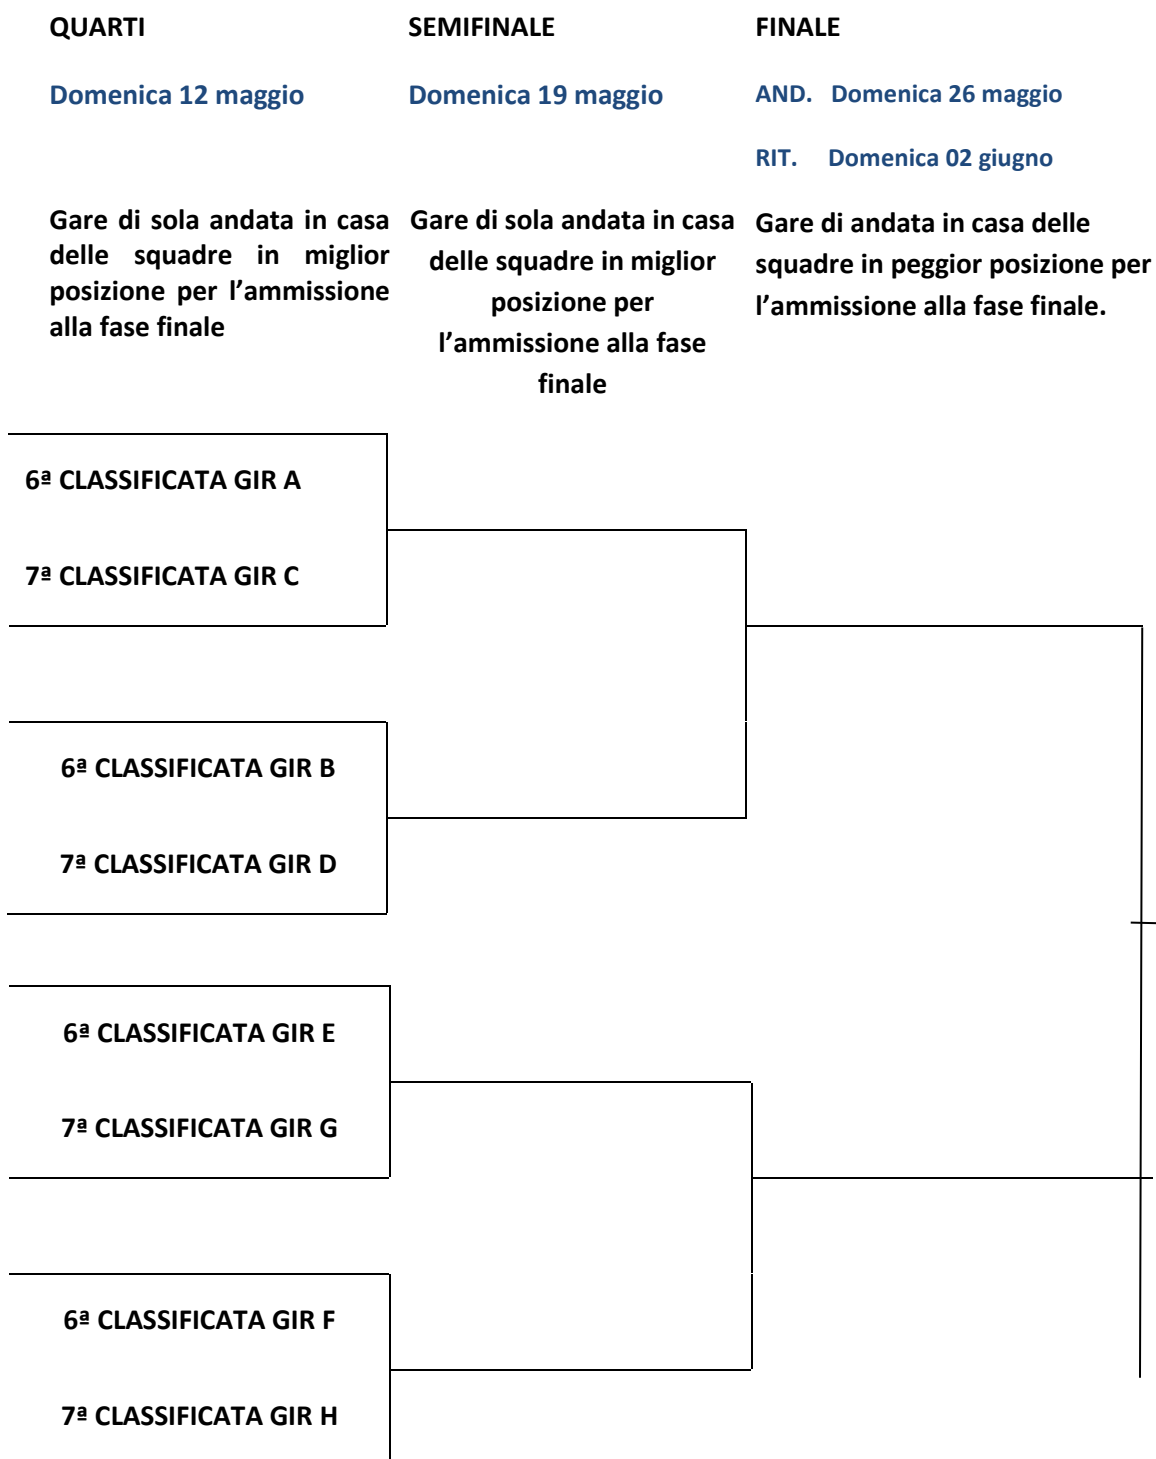 QUARTI
SEMIFINALE
FINALE
Domenica 12 maggio
Domenica 19 maggio
AND. Domenica 26 maggio
RIT. Domenica 02 giugno
Gare di sola andata in casa
delle squadre in miglior
posizione per l’ammissione
alla fase finale
Gare di sola andata in casa
delle squadre in miglior
posizione per
l’ammissione alla fase
finale
Gare di andata in casa delle
squadre in peggior posizione per
l’ammissione alla fase finale.
6ª CLASSIFICATA GIR A
7ª CLASSIFICATA GIR C
6ª CLASSIFICATA GIR B
7ª CLASSIFICATA GIR D
6ª CLASSIFICATA GIR E
7ª CLASSIFICATA GIR G
6ª CLASSIFICATA GIR F
7ª CLASSIFICATA GIR H